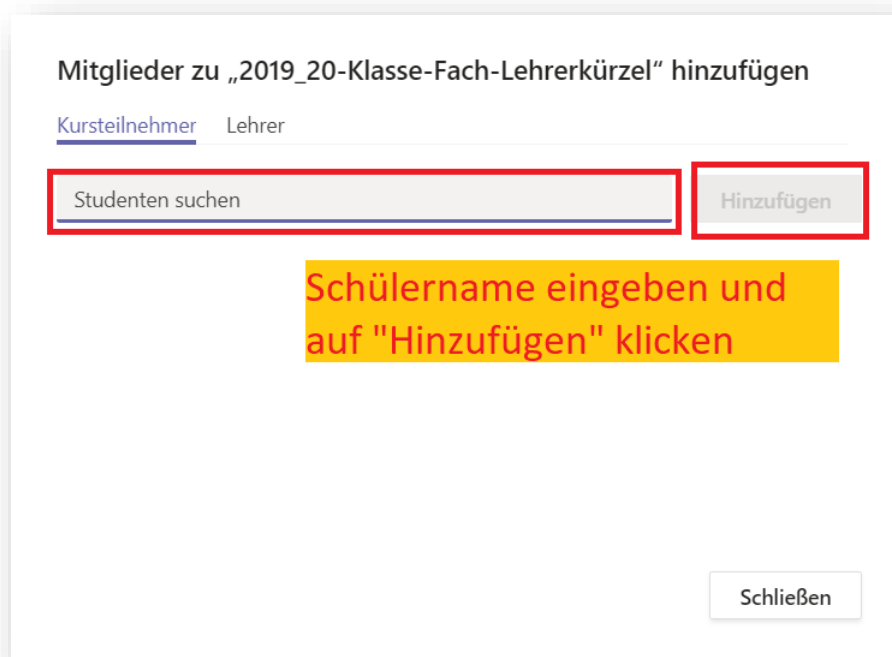 Mitglieder zu „2019_20-Klasse-Fach-Lehrerkürzel“ hinzufügen
Kursteilnehmer Lehrer
Studenten suchen Hinzufügen
Schülername eingeben und
auf "Hinzufügen" klicken
Schließen